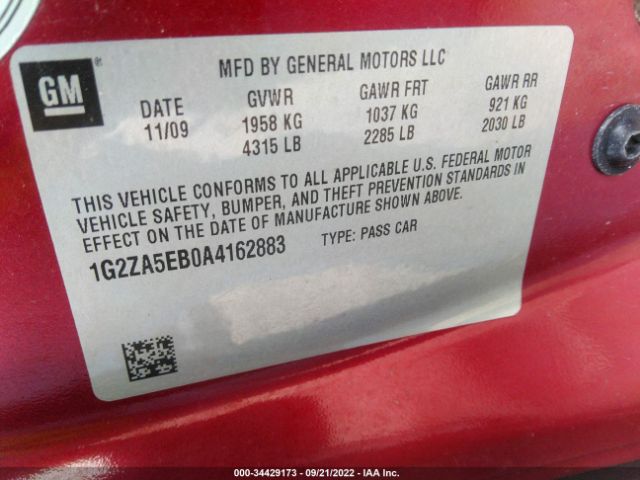 GM ®
MFD BY GENERAL MOTORS LLC
DATE GVWR GAWR FRT GAWR RR
11/09 1958 KG 1037 KG 921 KG
4315 LB 2285 LB 2030 LB
THIS VEHICLE CONFORMS TO ALL APPLICABLE U.S. FEDERAL MOTOR
VEHICLE SAFETY, BUMPER, AND THEFT PREVENTION STANDARDS IN
EFFECT ON THE DATE OF MANUFACTURE SHOWN ABOVE.
1G2ZA5EB0A4162883 TYPE: PASS CAR
000-34429173 - 09/21/2022 - IAA Inc.